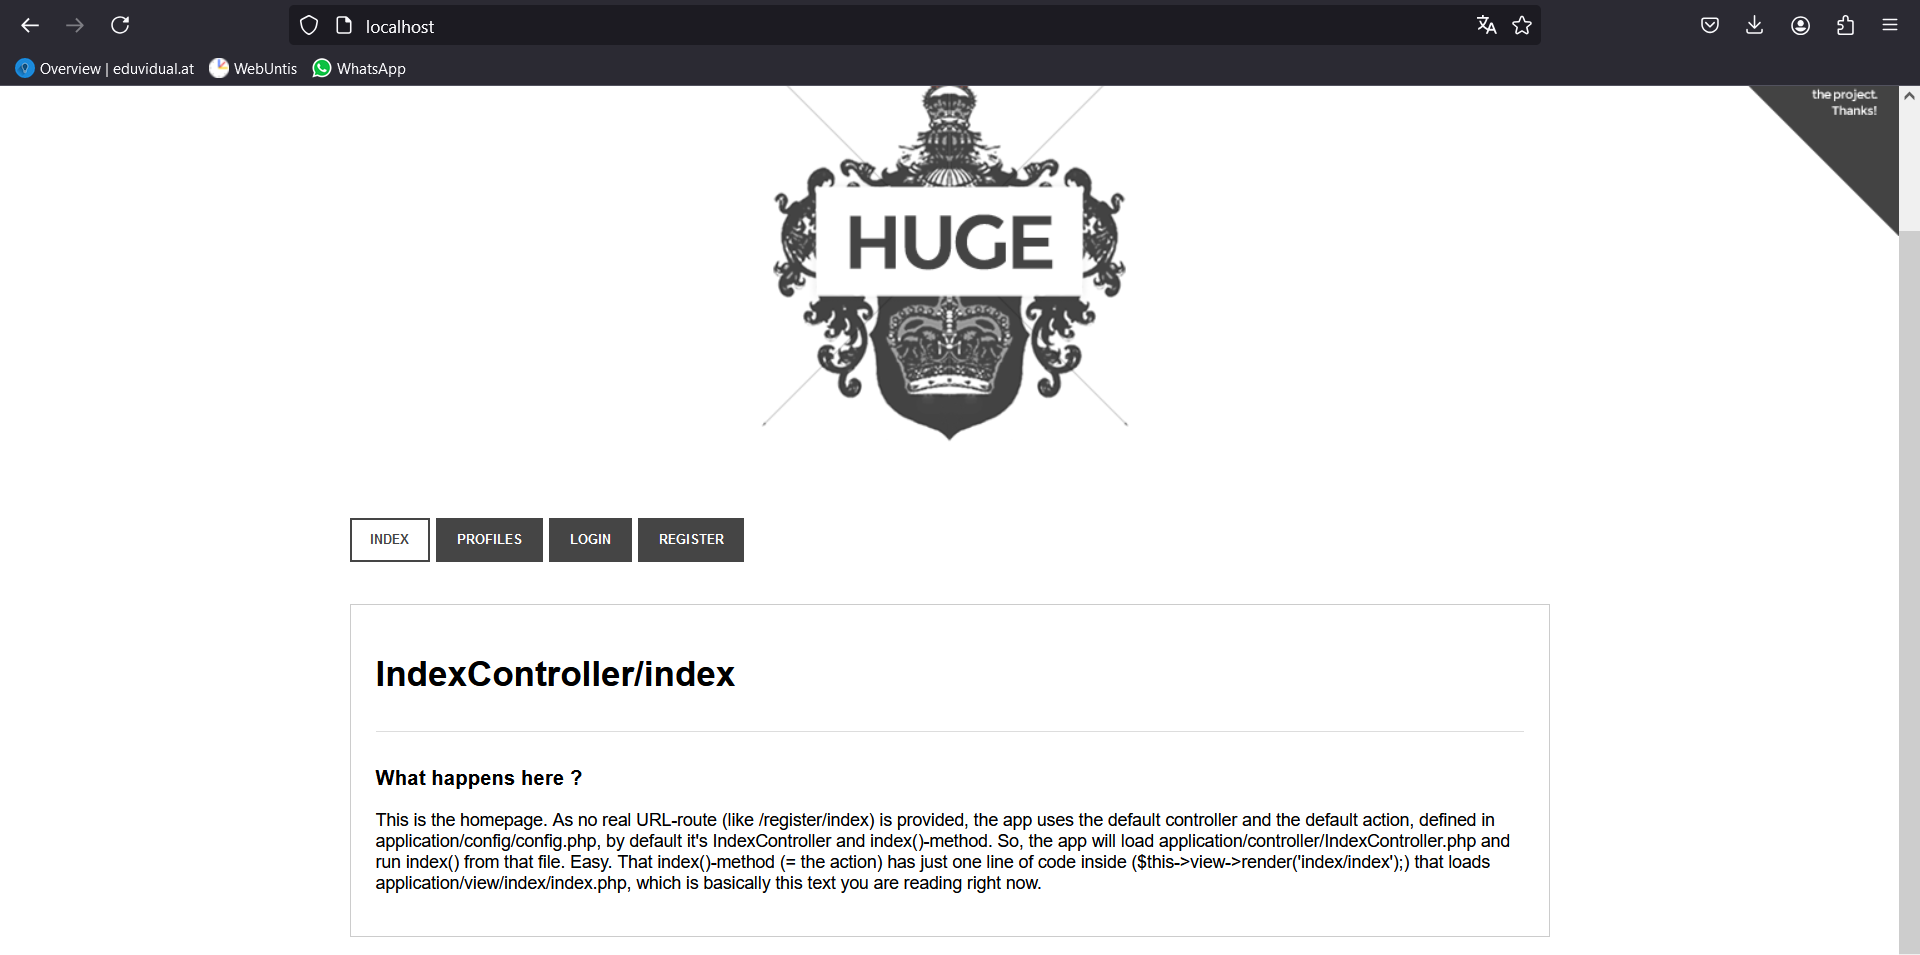 localhost
Overview | eduvidual.at
WebUntis
WhatsApp
the project.
Thanks!
HUGE
INDEX
PROFILES
LOGIN
REGISTER
IndexController/index
What happens here ?
This is the homepage. As no real URL-route (like /register/index) is provided, the app uses the default controller and the default action, defined in
application/config/config.php, by default it's IndexController and index()-method. So, the app will load application/controller/IndexController.php and
run index() from that file. Easy. That index()-method (= the action) has just one line of code inside ($this->view->render('index/index');) that loads
application/view/index/index.php, which is basically this text you are reading right now.